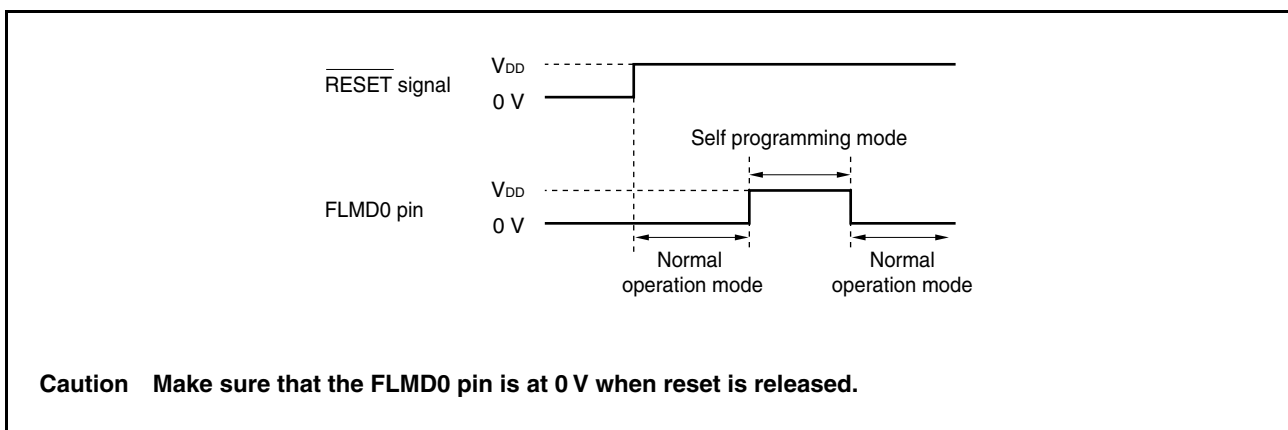 RESET signal
VDD
0 V
Self programming mode
FLMD0 pin
VDD
0 V
Normal
operation mode
Normal
operation mode
Caution Make sure that the FLMD0 pin is at 0 V when reset is released.